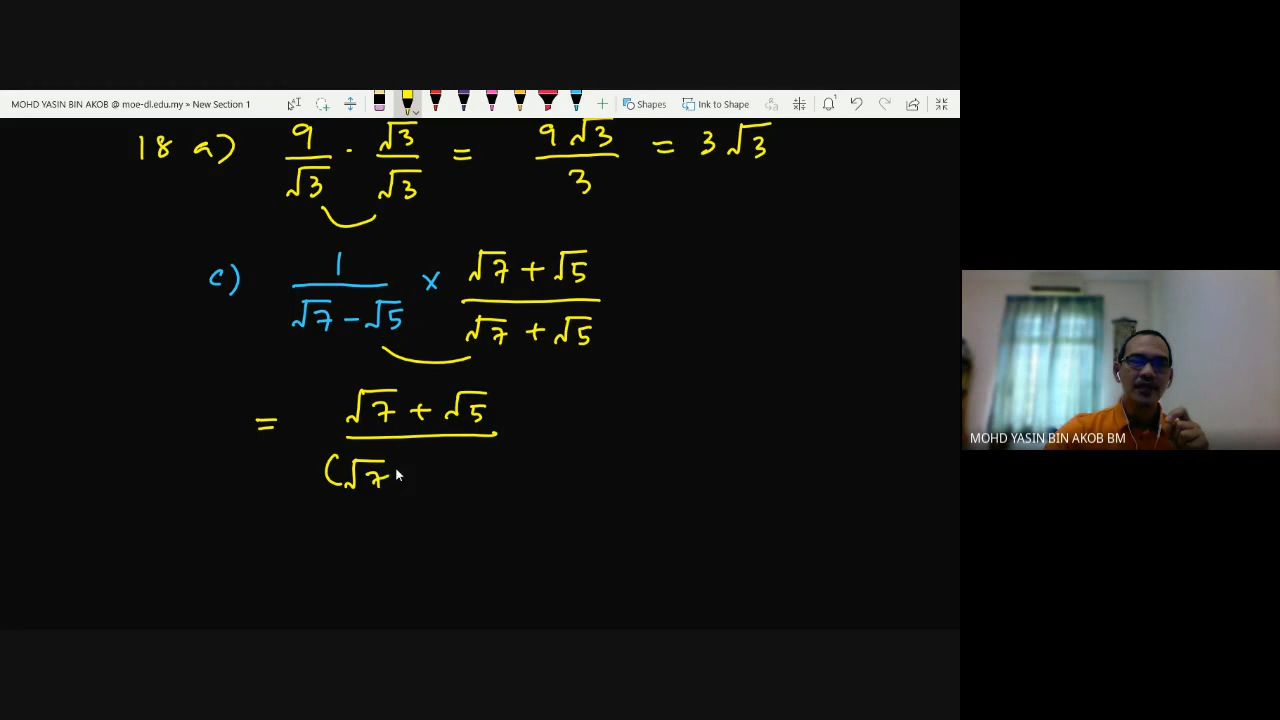 MOHD YASIN BIN AKOB @ moe-dl.edu.my » New Section 1 Shapes Ink to Shape
18 a) 9/√3 · √3/√3 = 9√3/3 = 3√3
c) 1/(√7 − √5) × (√7 + √5)/(√7 + √5)
= √7 + √5
(√7
MOHD YASIN BIN AKOB BM